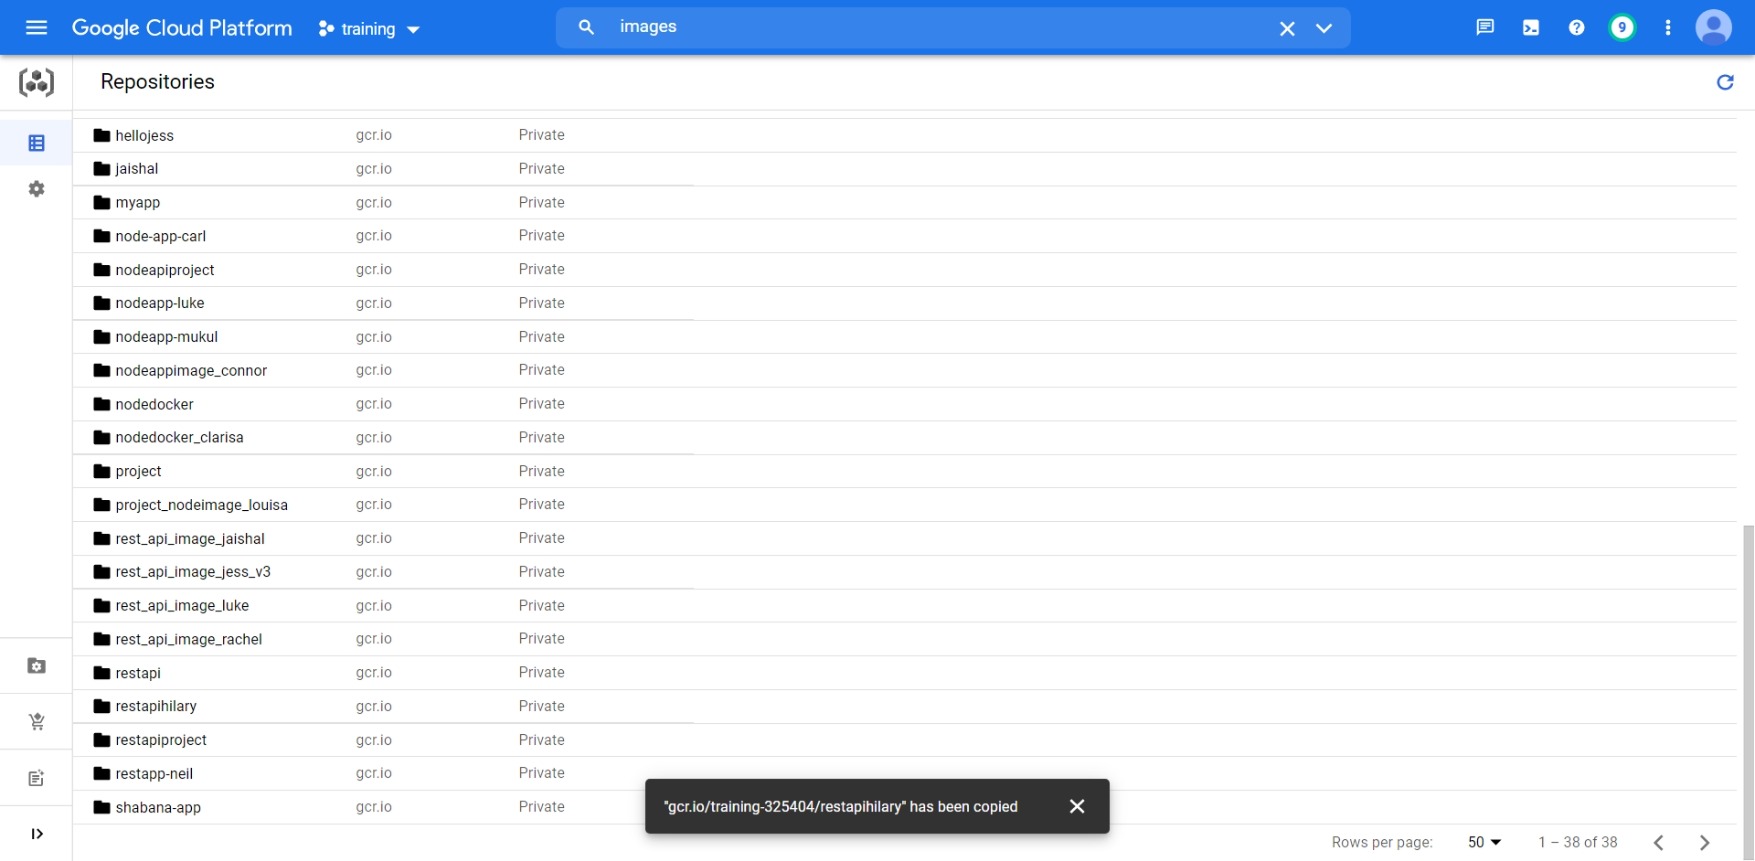 Google Cloud Platform training images 9
Repositories
hellojess gcr.io Private
jaishal gcr.io Private
myapp gcr.io Private
node-app-carl gcr.io Private
nodeapiproject gcr.io Private
nodeapp-luke gcr.io Private
nodeapp-mukul gcr.io Private
nodeappimage_connor gcr.io Private
nodedocker gcr.io Private
nodedocker_clarisa gcr.io Private
project gcr.io Private
project_nodeimage_louisa gcr.io Private
rest_api_image_jaishal gcr.io Private
rest_api_image_jess_v3 gcr.io Private
rest_api_image_luke gcr.io Private
rest_api_image_rachel gcr.io Private
restapi gcr.io Private
restapihilary gcr.io Private
restapiproject gcr.io Private
restapp-neil gcr.io Private
shabana-app gcr.io Private
"gcr.io/training-325404/restapihilary" has been copied
Rows per page: 50 1 – 38 of 38